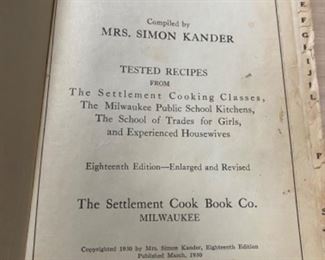 Compiled by
MRS. SIMON KANDER
TESTED RECIPES
FROM
The Settlement Cooking Classes,
The Milwaukee Public School Kitchens,
The School of Trades for Girls,
and Experienced Housewives
Eighteenth Edition—Enlarged and Revised
The Settlement Cook Book Co.
MILWAUKEE
Copyrighted 1930 by Mrs. Simon Kander, Eighteenth Edition
Published March, 1930